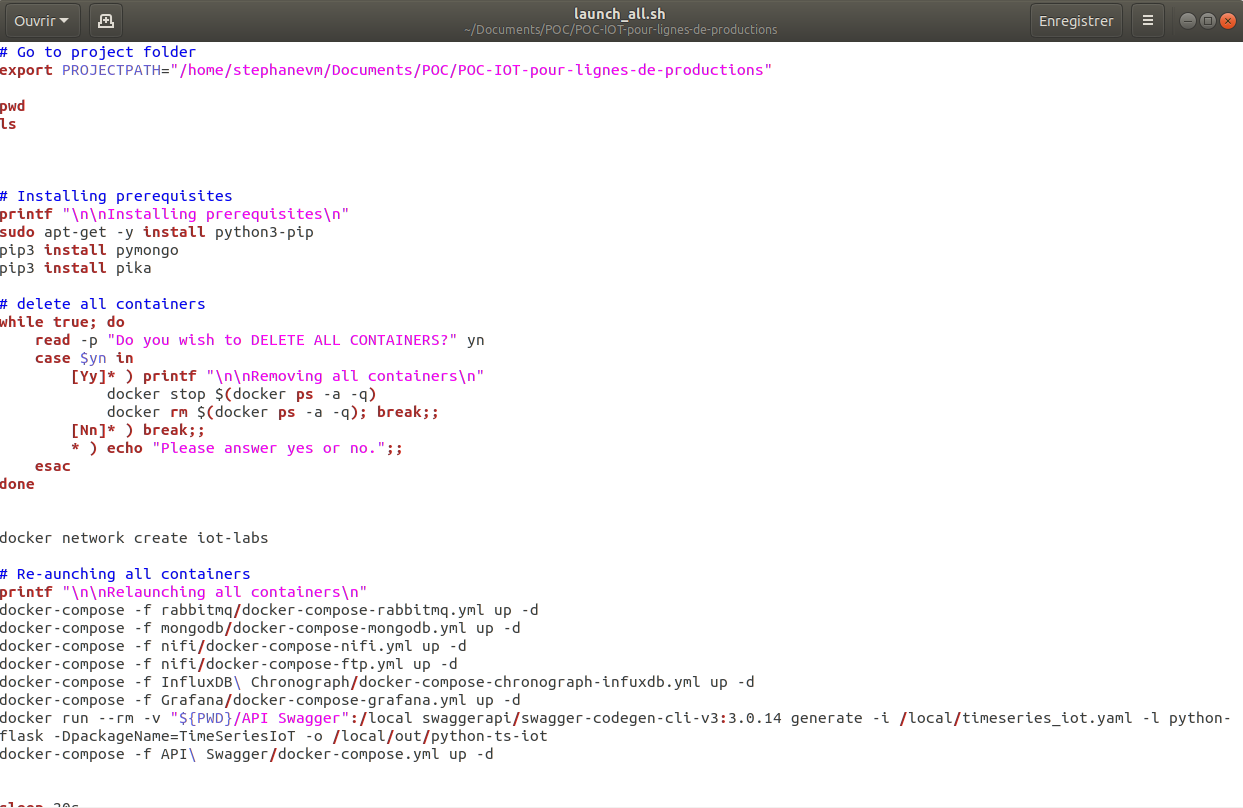 Ouvrir
launch_all.sh
~/Documents/POC/POC-IOT-pour-lignes-de-productions
Enregistrer
# Go to project folder
export PROJECTPATH="/home/stephanevm/Documents/POC/POC-IOT-pour-lignes-de-productions"
pwd
ls
# Installing prerequisites
printf "\n\nInstalling prerequisites\n"
sudo apt-get -y install python3-pip
pip3 install pymongo
pip3 install pika
# delete all containers
while true; do
    read -p "Do you wish to DELETE ALL CONTAINERS?" yn
    case $yn in
        [Yy]* ) printf "\n\nRemoving all containers\n"
            docker stop $(docker ps -a -q)
            docker rm $(docker ps -a -q); break;;
        [Nn]* ) break;;
        * ) echo "Please answer yes or no.";;
    esac
done
docker network create iot-labs
# Re-aunching all containers
printf "\n\nRelaunching all containers\n"
docker-compose -f rabbitmq/docker-compose-rabbitmq.yml up -d
docker-compose -f mongodb/docker-compose-mongodb.yml up -d
docker-compose -f nifi/docker-compose-nifi.yml up -d
docker-compose -f nifi/docker-compose-ftp.yml up -d
docker-compose -f InfluxDB\ Chronograph/docker-compose-chronograph-infuxdb.yml up -d
docker-compose -f Grafana/docker-compose-grafana.yml up -d
docker run --rm -v "${PWD}/API Swagger":/local swaggerapi/swagger-codegen-cli-v3:3.0.14 generate -i /local/timeseries_iot.yaml -l python-
flask -DpackageName=TimeSeriesIoT -o /local/out/python-ts-iot
docker-compose -f API\ Swagger/docker-compose.yml up -d